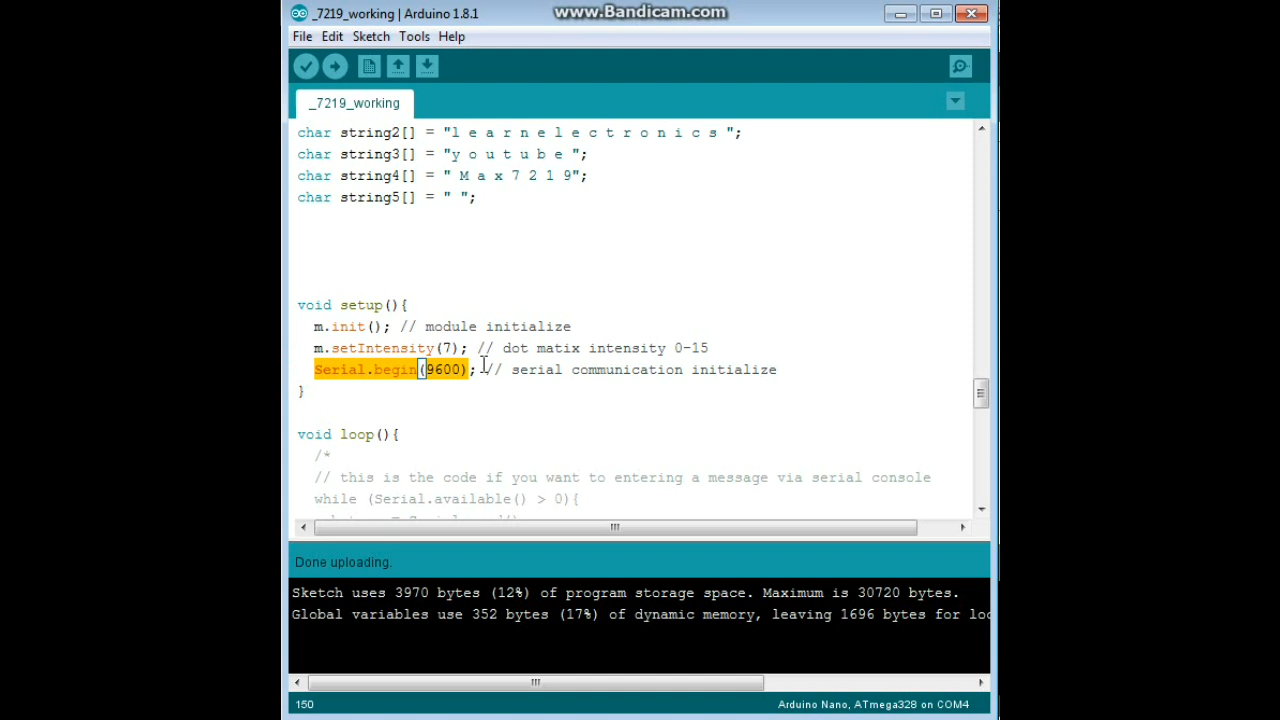 _7219_working | Arduino 1.8.1
www.Bandicam.com
File Edit Sketch Tools Help
_7219_working
char string2[] = "l e a r n e l e c t r o n i c s ";
char string3[] = "y o u t u b e ";
char string4[] = " M a x 7 2 1 9";
char string5[] = " ";
void setup(){
m.init(); // module initialize
m.setIntensity(7); // dot matix intensity 0-15
Serial.begin(9600); // serial communication initialize
}
void loop(){
/*
// this is the code if you want to entering a message via serial console
while (Serial.available() > 0){
Done uploading.
Sketch uses 3970 bytes (12%) of program storage space. Maximum is 30720 bytes.
Global variables use 352 bytes (17%) of dynamic memory, leaving 1696 bytes for
150
Arduino Nano, ATmega328 on COM4